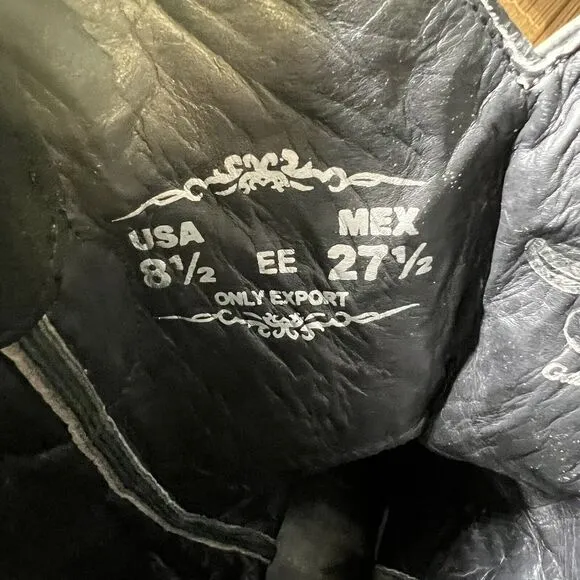 USA MEX
8½ EE 27½
ONLY EXPORT